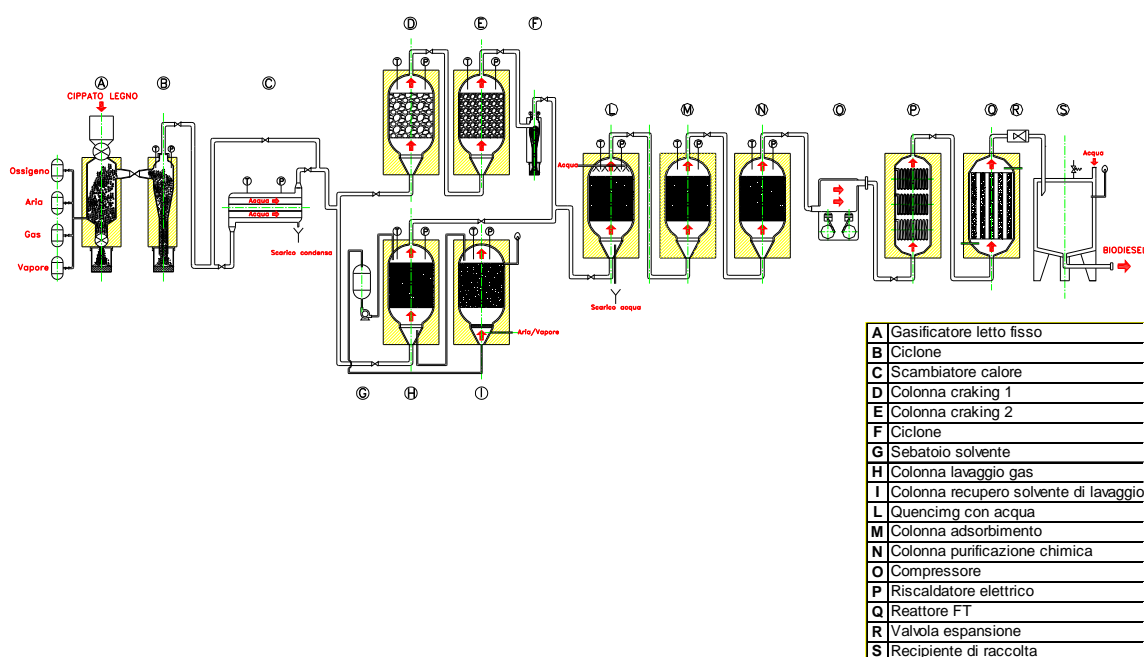 D E F
A B C
CIPPATO LEGNO
T P T P
T P
L M N O P Q R S
T P T P T P
Ossigeno
Aria
Gas
Vapore
T P
Acqua
Acqua
Scarico condensa
Acqua
Acqua
T P T P
BIODIESEL
Aria/Vapore
Scarico acqua
G H I
A Gasificatore letto fisso
B Ciclone
C Scambiatore calore
D Colonna craking 1
E Colonna craking 2
F Ciclone
G Sebatoio solvente
H Colonna lavaggio gas
I Colonna recupero solvente di lavaggio
L Quencimg con acqua
M Colonna adsorbimento
N Colonna purificazione chimica
O Compressore
P Riscaldatore elettrico
Q Reattore FT
R Valvola espansione
S Recipiente di raccolta